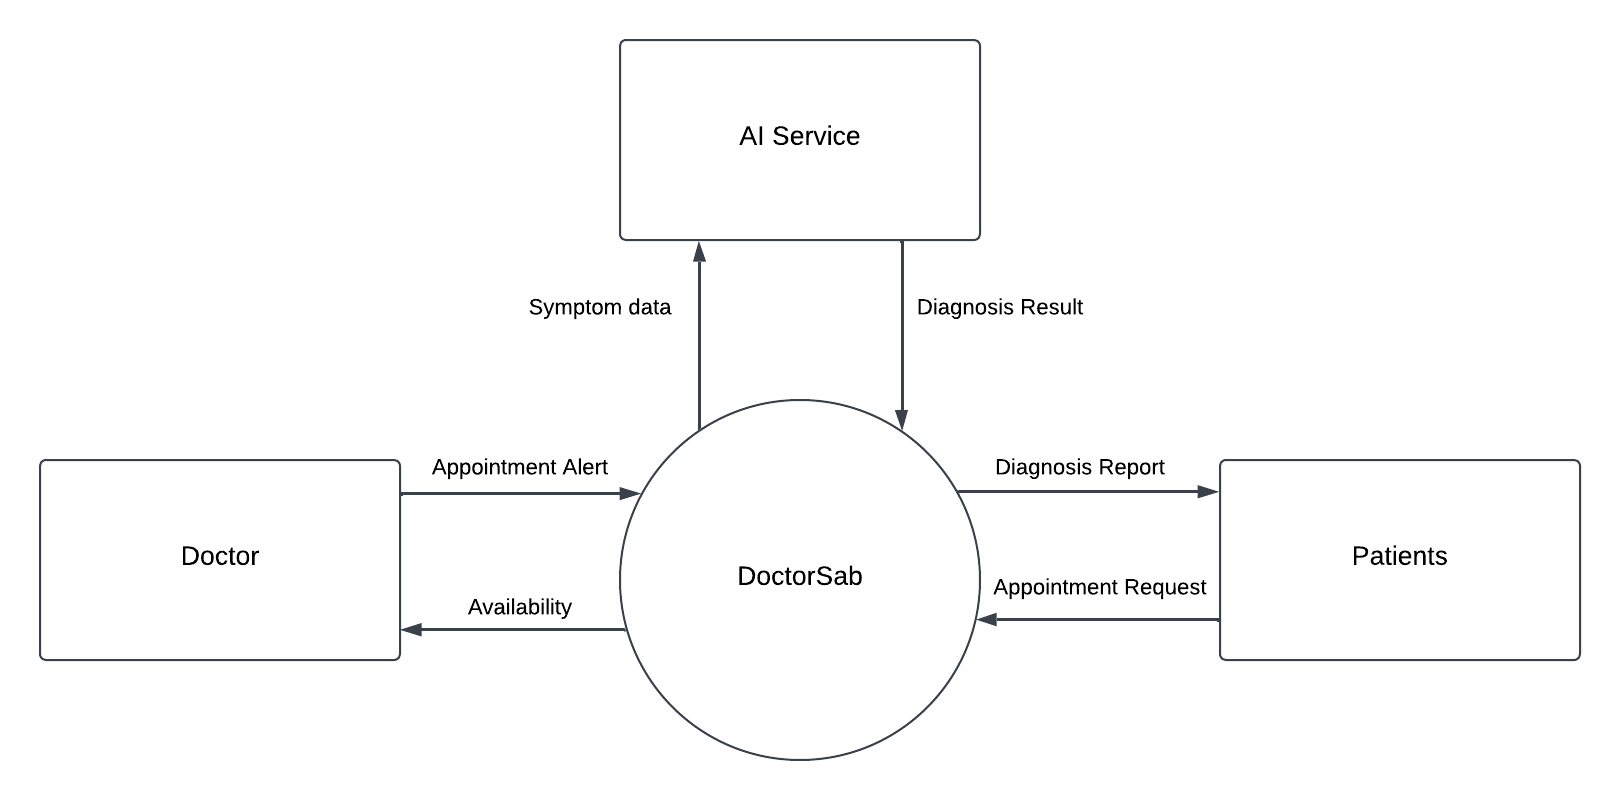 AI Service
Symptom data
Diagnosis Result
Appointment Alert
Diagnosis Report
Doctor
DoctorSab
Patients
Appointment Request
Availability